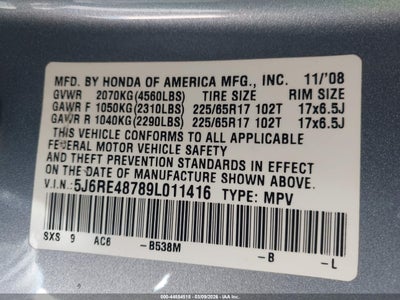 MFD. BY HONDA OF AMERICA MFG., INC. 11/'08
GVWR 2070KG(4560LBS) TIRE SIZE RIM SIZE
GAWR F 1050KG(2310LBS) 225/65R17 102T 17x6.5J
GAWR R 1040KG(2290LBS) 225/65R17 102T 17x6.5J
THIS VEHICLE CONFORMS TO ALL APPLICABLE
FEDERAL MOTOR VEHICLE SAFETY
AND THEFT PREVENTION STANDARDS IN EFFECT
ON THE DATE OF MANUFACTURE SHOWN ABOVE.
V.I.N.: 5J6RE48789L011416 TYPE: MPV
SXS 9 AC6 -B538M -B -L
000-44594515 - 03/09/2026 - IAAI.COM